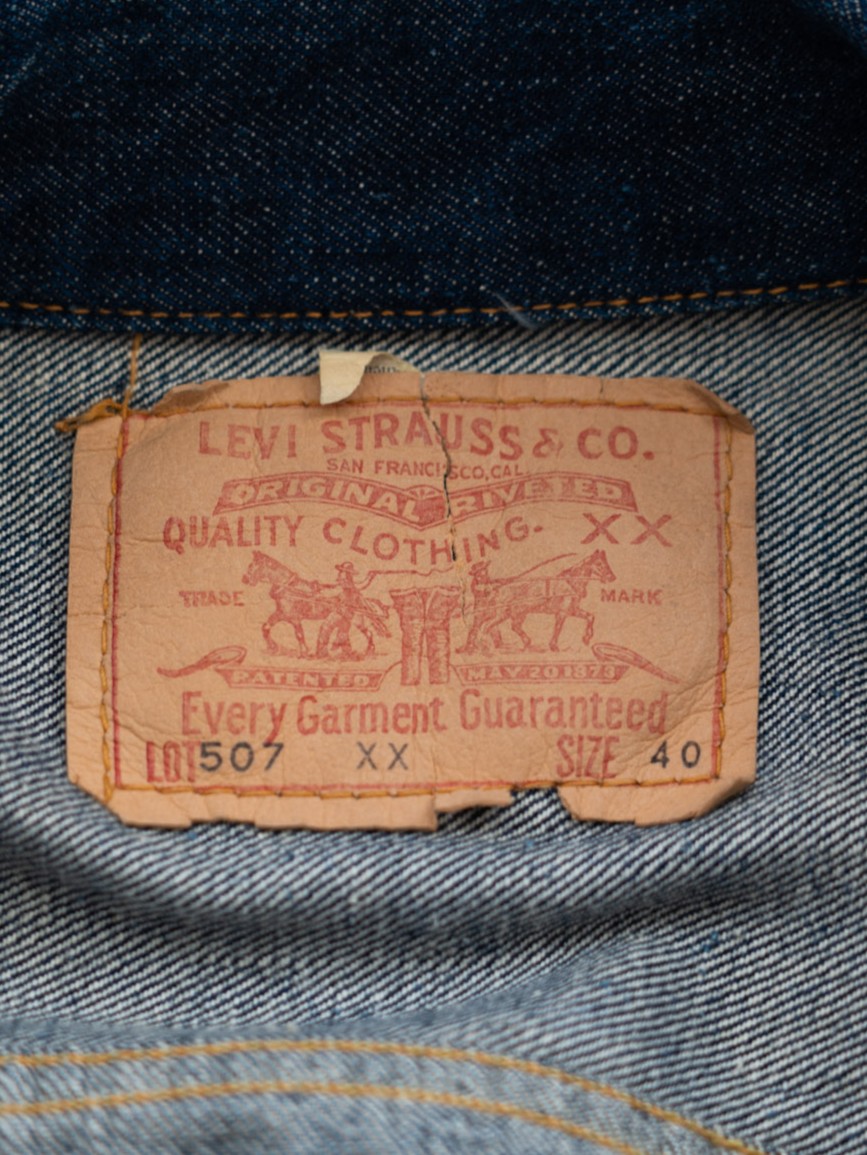 LEVI STRAUSS & CO.
SAN FRANCISCO, CAL.
ORIGINAL RIVETED
QUALITY CLOTHING. XX
TRADE MARK
PATENTED MAY 20 1873
Every Garment Guaranteed
LOT 507 XX SIZE 40